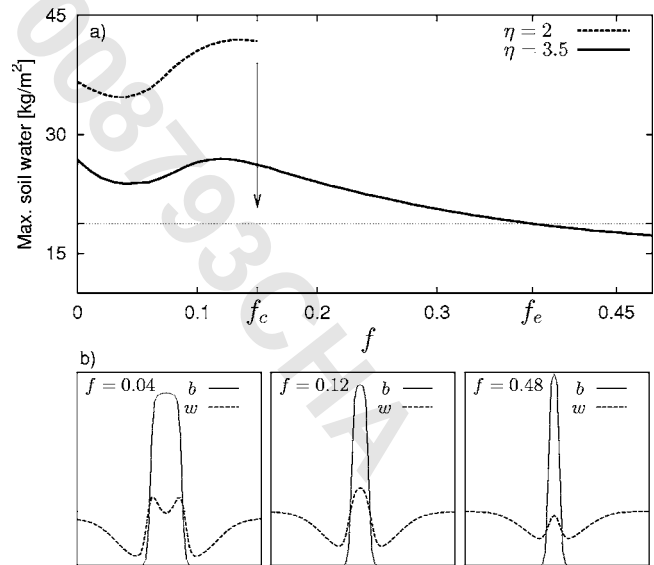 45
30
15
Max. soil water [kg/m²]
a)
η = 2
η = 3.5
0 0.1 f_c 0.2 0.3 f_e 0.45
f
b)
f = 0.04 b
w
f = 0.12 b
w
f = 0.48 b
w
008793CHA